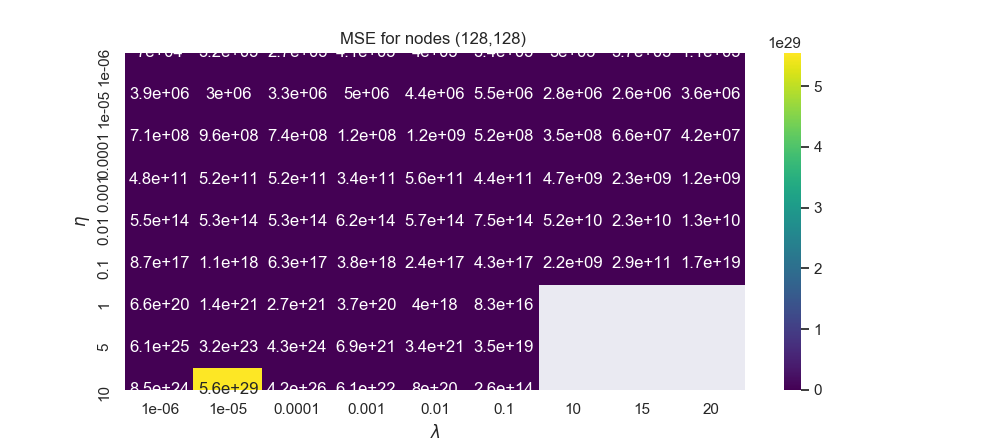 MSE for nodes (128,128)
1e29
3.9e+06 3e+06 3.3e+06 5e+06 4.4e+06 5.5e+06 2.8e+06 2.6e+06 3.6e+06
7.1e+08 9.6e+08 7.4e+08 1.2e+08 1.2e+09 5.2e+08 3.5e+08 6.6e+07 4.2e+07
4.8e+11 5.2e+11 5.2e+11 3.4e+11 5.6e+11 4.4e+11 4.7e+09 2.3e+09 1.2e+09
5.5e+14 5.3e+14 5.3e+14 6.2e+14 5.7e+14 7.5e+14 5.2e+10 2.3e+10 1.3e+10
8.7e+17 1.1e+18 6.3e+17 3.8e+18 2.4e+17 4.3e+17 2.2e+09 2.9e+11 1.7e+19
6.6e+20 1.4e+21 2.7e+21 3.7e+20 4e+18 8.3e+16
6.1e+25 3.2e+23 4.3e+24 6.9e+21 3.4e+21 3.5e+19
8.5e+24 5.6e+29 4.2e+26 6.1e+22 8e+20 2.6e+14
1e-06
1e-05
0.0001
0.001
0.01
0.1
1
5
10
η
1e-06 1e-05 0.0001 0.001 0.01 0.1 10 15 20
λ
5
4
3
2
1
0